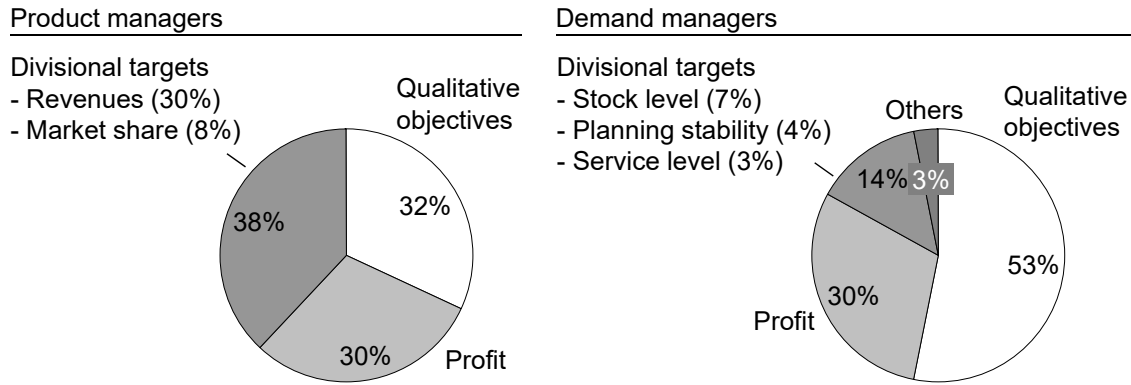 Product managers
Divisional targets
- Revenues (30%)
- Market share (8%)
Qualitative
objectives
32%
38%
30%
Profit
Demand managers
Divisional targets
- Stock level (7%)
- Planning stability (4%)
- Service level (3%)
Others
Qualitative
objectives
14%
3%
53%
30%
Profit